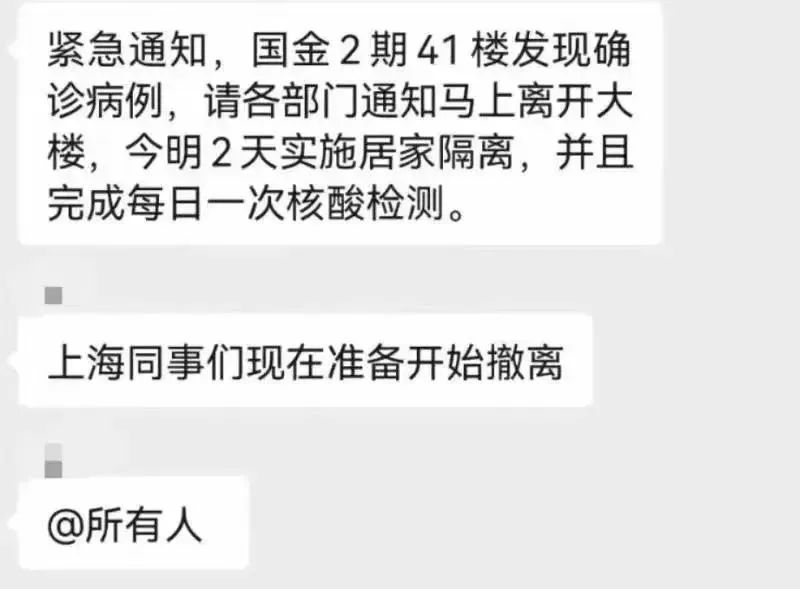 紧急通知，国金2期41楼发现确
诊病例，请各部门通知马上离开大
楼，今明2天实施居家隔离，并且
完成每日一次核酸检测。
上海同事们现在准备开始撤离
@所有人